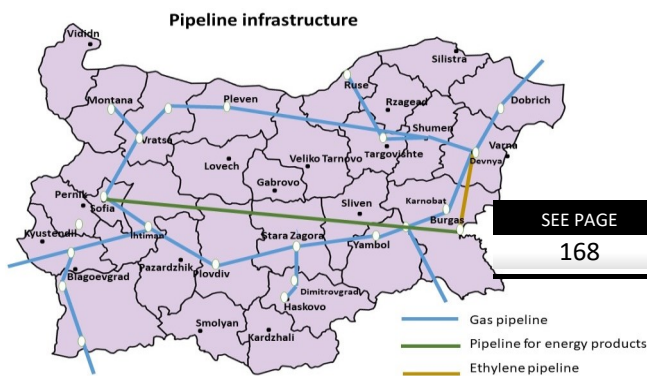 Pipeline infrastructure
Vididn
Silistra
Ruse
Montana
Pleven
Rzagead
Dobrich
Vratsa
Shumen
Varna
Targovishte
Devnya
Lovech
Veliko Tarnovo
Gabrovo
Pernik
Sofia
Sliven
Karnobat
Burgas
Kyustendil
Intiman
Stara Zagora
Yambol
Blagoevgrad
Pazardzhik
Plovdiv
Dimitrovgrad
Haskovo
Smolyan
Kardzhali
SEE PAGE
168
Gas pipeline
Pipeline for energy products
Ethylene pipeline